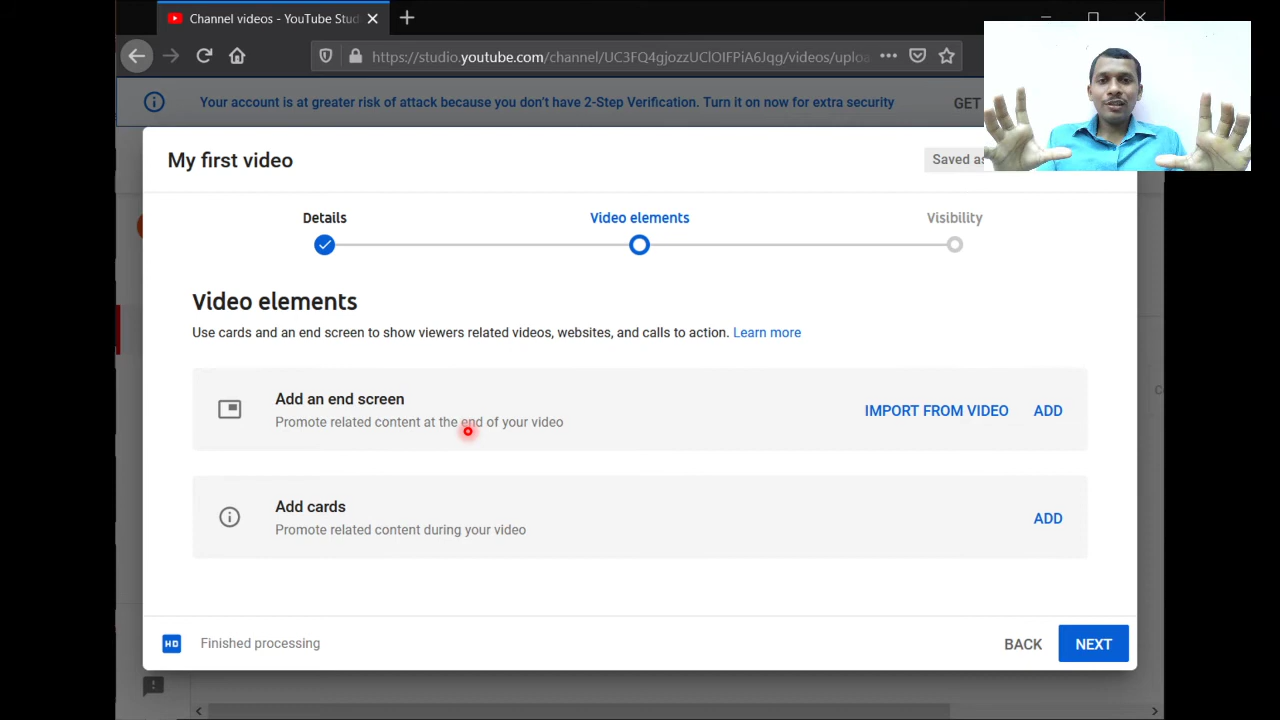 Channel videos - YouTube Stud
https://studio.youtube.com/channel/UC3FQ4gjozzUClOIFPiA6Jqg/videos/uploa
Your account is at greater risk of attack because you don't have 2-Step Verification. Turn it on now for extra security
GET
My first video
Saved as
Details
Video elements
Visibility
Video elements
Use cards and an end screen to show viewers related videos, websites, and calls to action. Learn more
Add an end screen
Promote related content at the end of your video
IMPORT FROM VIDEO
ADD
Add cards
Promote related content during your video
ADD
HD
Finished processing
BACK
NEXT